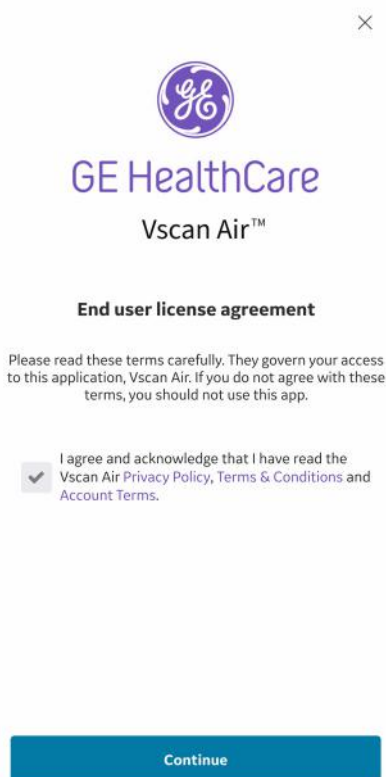 GE HealthCare
Vscan Air™
End user license agreement
Please read these terms carefully. They govern your access
to this application, Vscan Air. If you do not agree with these
terms, you should not use this app.
I agree and acknowledge that I have read the
Vscan Air Privacy Policy, Terms & Conditions and
Account Terms.
Continue